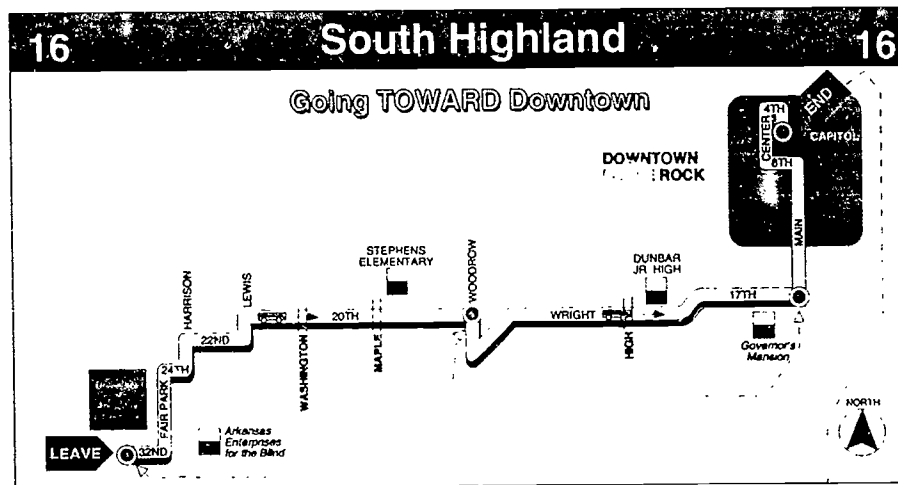 16
South Highland
16
Going TOWARD Downtown
END
4TH
CENTER
CAPITOL
8TH
DOWNTOWN
ROCK
MAIN
STEPHENS
ELEMENTARY
WOODROW
DUNBAR
JR HIGH
HARRISON
LEWIS
20TH
WRIGHT
17TH
22ND
WASHINGTON
MAPLE
HIGH
Governor's
Mansion
24TH
FAIR PARK
NORTH
Arkansas
Enterprises
for the Blind
LEAVE
32ND